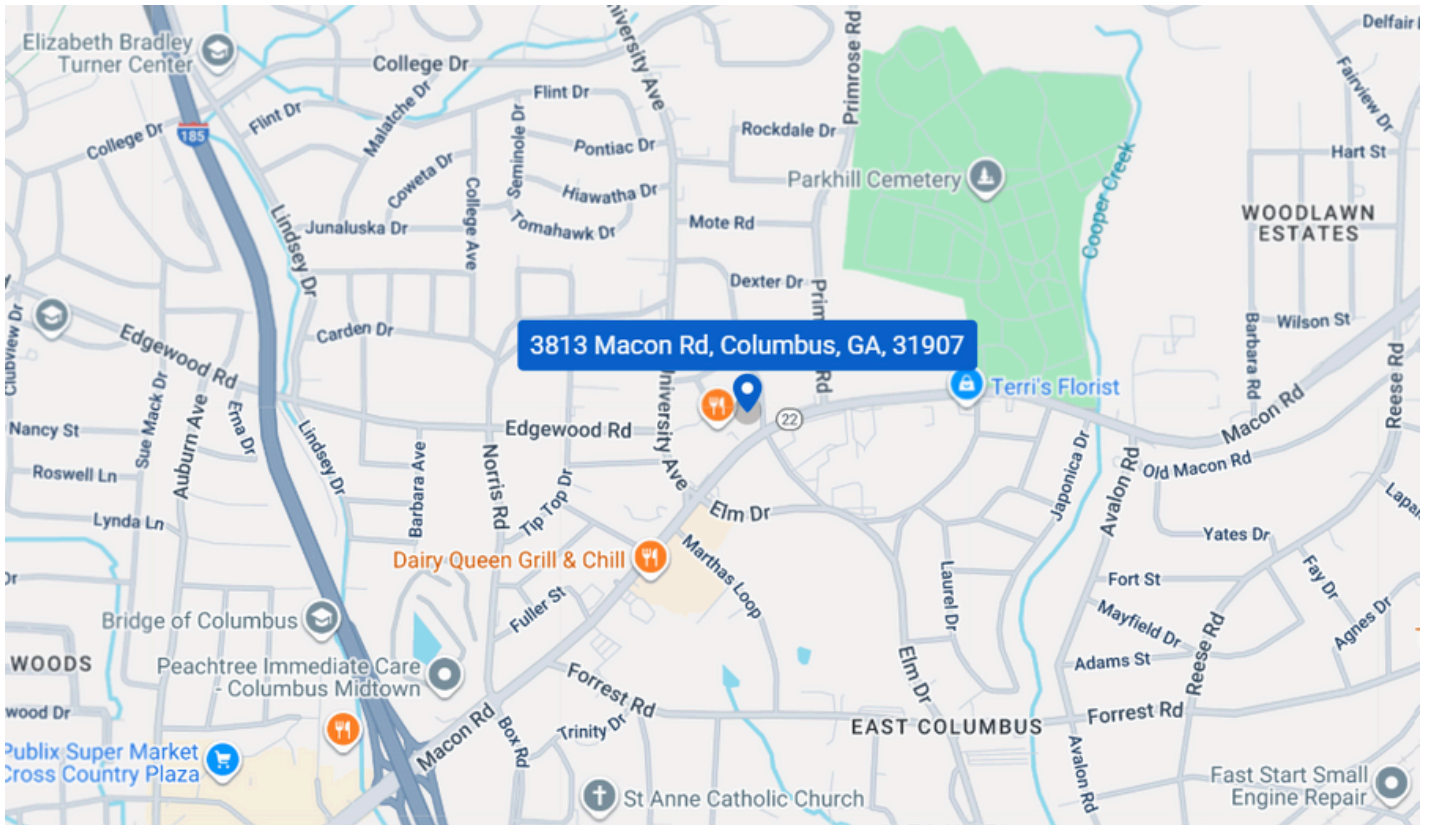 Delfair
Elizabeth Bradley
Turner Center
College Dr
University Ave
Primrose Rd
Fairview Dr
Flint Dr
Malatche Dr
Flint Dr
185
College Dr
Seminole Dr
Rockdale Dr
Pontiac Dr
Hart St
Coweta Dr
College Ave
Hiawatha Dr
Parkhill Cemetery
Cooper Creek
WOODLAWN
ESTATES
Lindsey Dr
Junaluska Dr
Tomahawk Dr
Mote Rd
Dexter Dr
Clubview Dr
Edgewood Rd
Carden Dr
3813 Macon Rd, Columbus, GA, 31907
Barbara Rd
Wilson St
Reese Rd
Terri's Florist
Macon Rd
22
Nancy St
Sue Mack Dr
Auburn Ave
Ema Dr
Lindsey Dr
Barbara Ave
Edgewood Rd
University Ave
Norris Rd
Tip Top Dr
Roswell Ln
Old Macon Rd
Japonica Dr
Avalon Rd
Lynda Ln
Elm Dr
Yates Dr
Dairy Queen Grill & Chill
Marthas Loop
Laurel Dr
Fort St
Fay Dr
Agnes Dr
Fuller St
Mayfield Dr
Bridge of Columbus
Reese Rd
WOODS
Peachtree Immediate Care
- Columbus Midtown
Adams St
Elm Dr
Forrest Rd
wood Dr
Macon Rd
Box Rd
Trinity Dr
EAST COLUMBUS
Forrest Rd
Publix Super Market
Cross Country Plaza
Avalon Rd
St Anne Catholic Church
Fast Start Small
Engine Repair